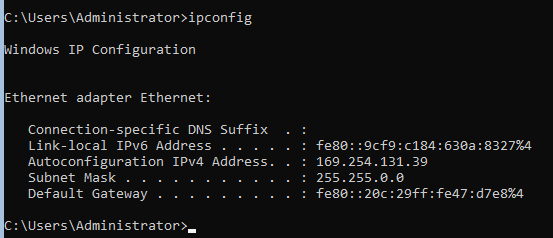 C:\Users\Administrator>ipconfig
Windows IP Configuration
Ethernet adapter Ethernet:
Connection-specific DNS Suffix  . :
Link-local IPv6 Address . . . . . : fe80::9cf9:c184:630a:8327%4
Autoconfiguration IPv4 Address. . : 169.254.131.39
Subnet Mask . . . . . . . . . . . : 255.255.0.0
Default Gateway . . . . . . . . . : fe80::20c:29ff:fe47:d7e8%4
C:\Users\Administrator>